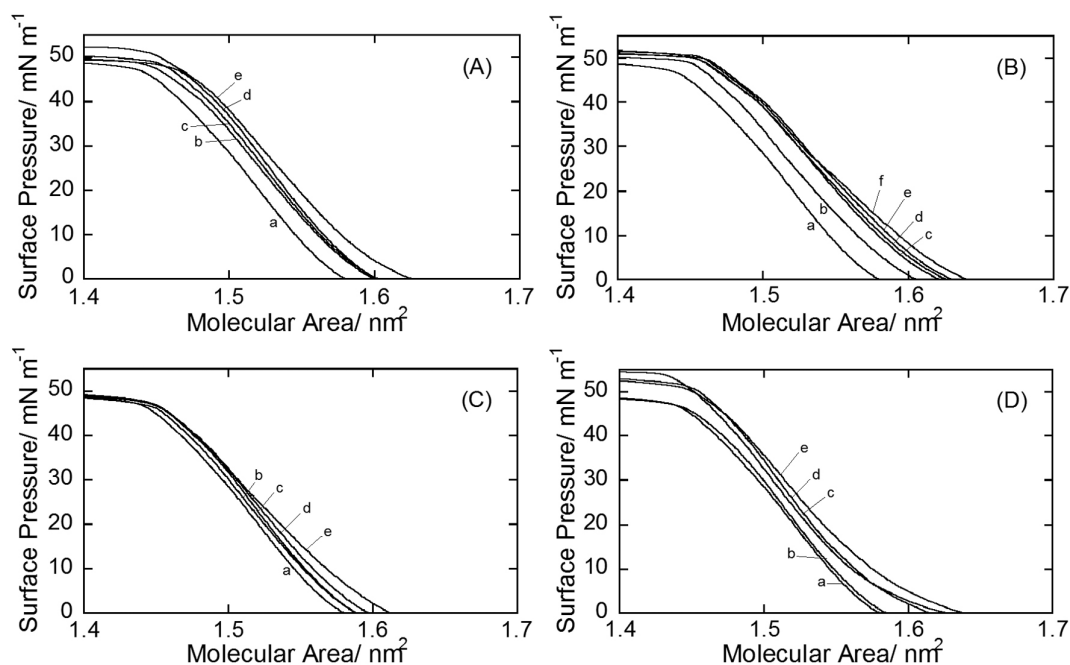 (A)
Surface Pressure/ mN m⁻¹
50
40
30
20
10
0
e
d
c
b
a
1.4 1.5 1.6 1.7
Molecular Area/ nm²
(B)
Surface Pressure/ mN m⁻¹
50
40
30
20
10
0
f
e
d
c
b
a
1.4 1.5 1.6 1.7
Molecular Area/ nm²
(C)
Surface Pressure/ mN m⁻¹
50
40
30
20
10
0
b
c
d
e
a
1.4 1.5 1.6 1.7
Molecular Area/ nm²
(D)
Surface Pressure/ mN m⁻¹
50
40
30
20
10
0
e
d
c
b
a
1.4 1.5 1.6 1.7
Molecular Area/ nm²